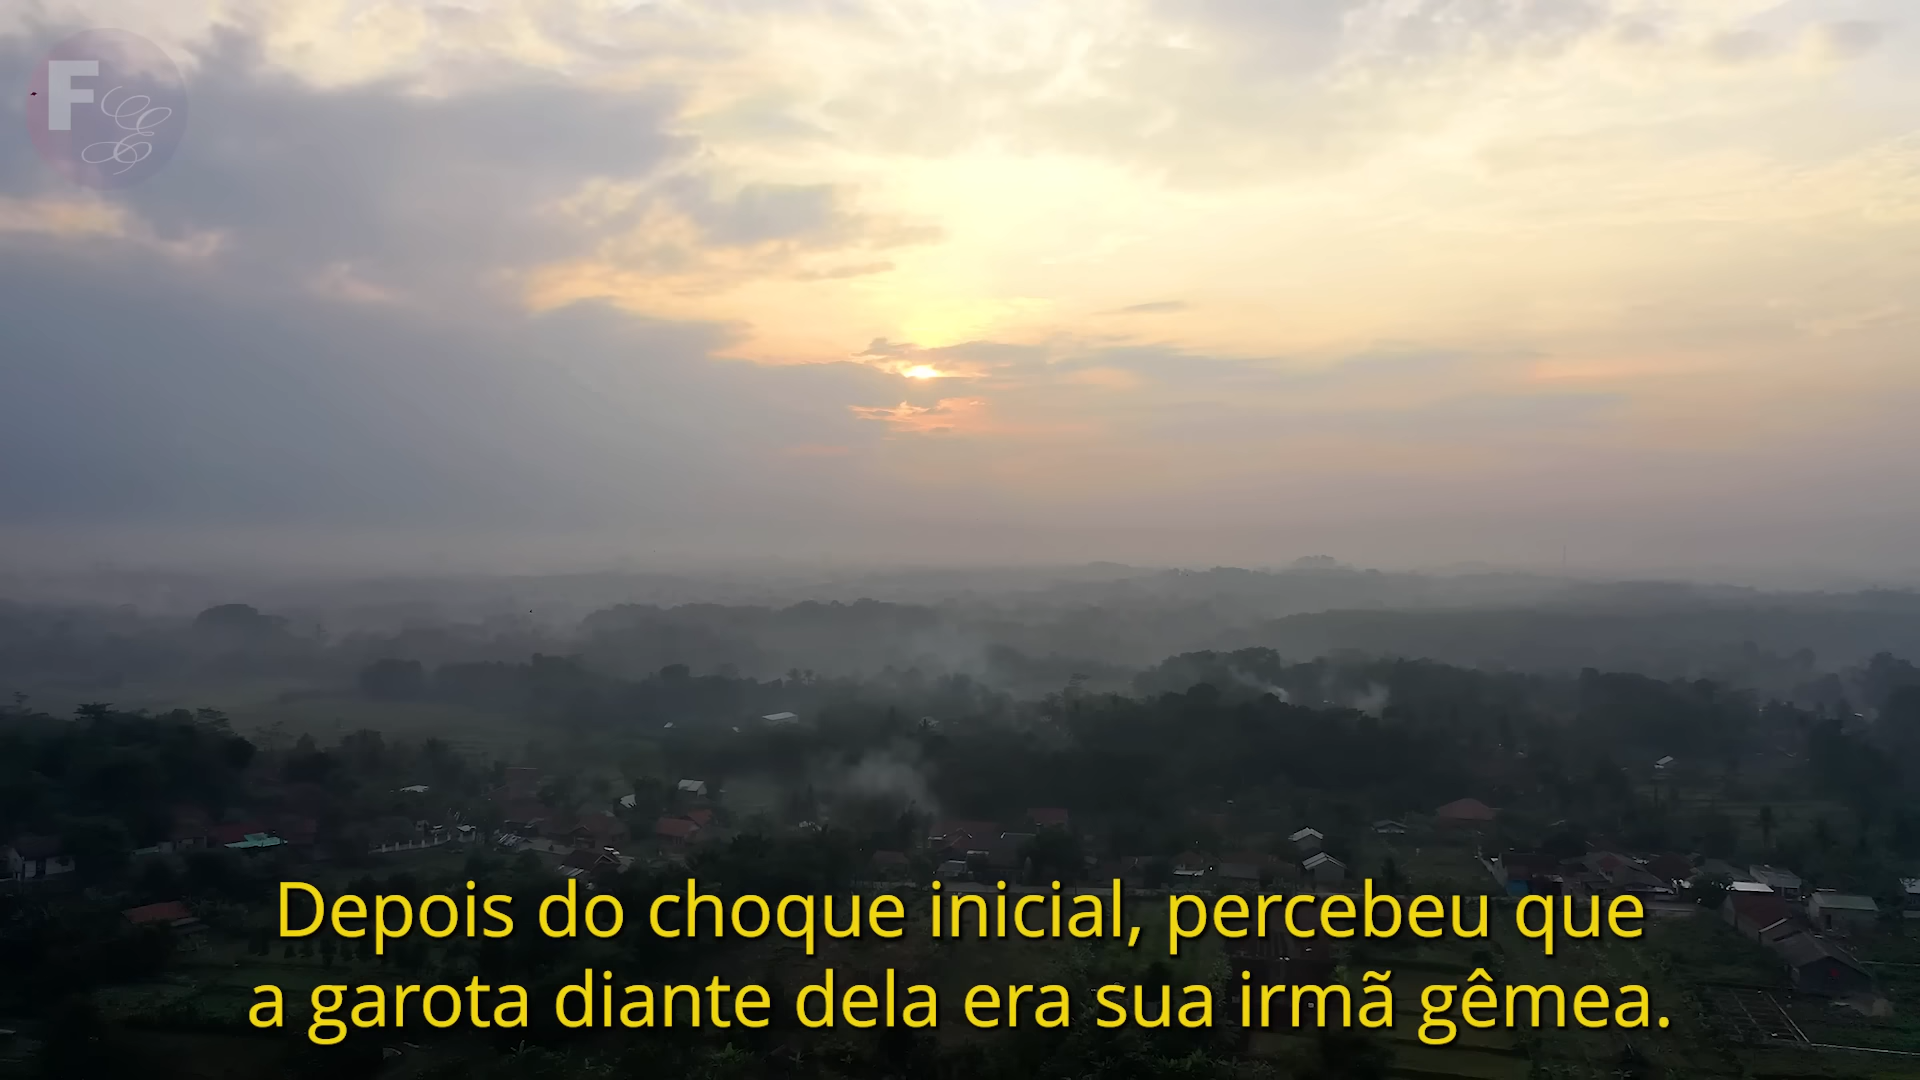 F
E
Depois do choque inicial, percebeu que
a garota diante dela era sua irmã gêmea.